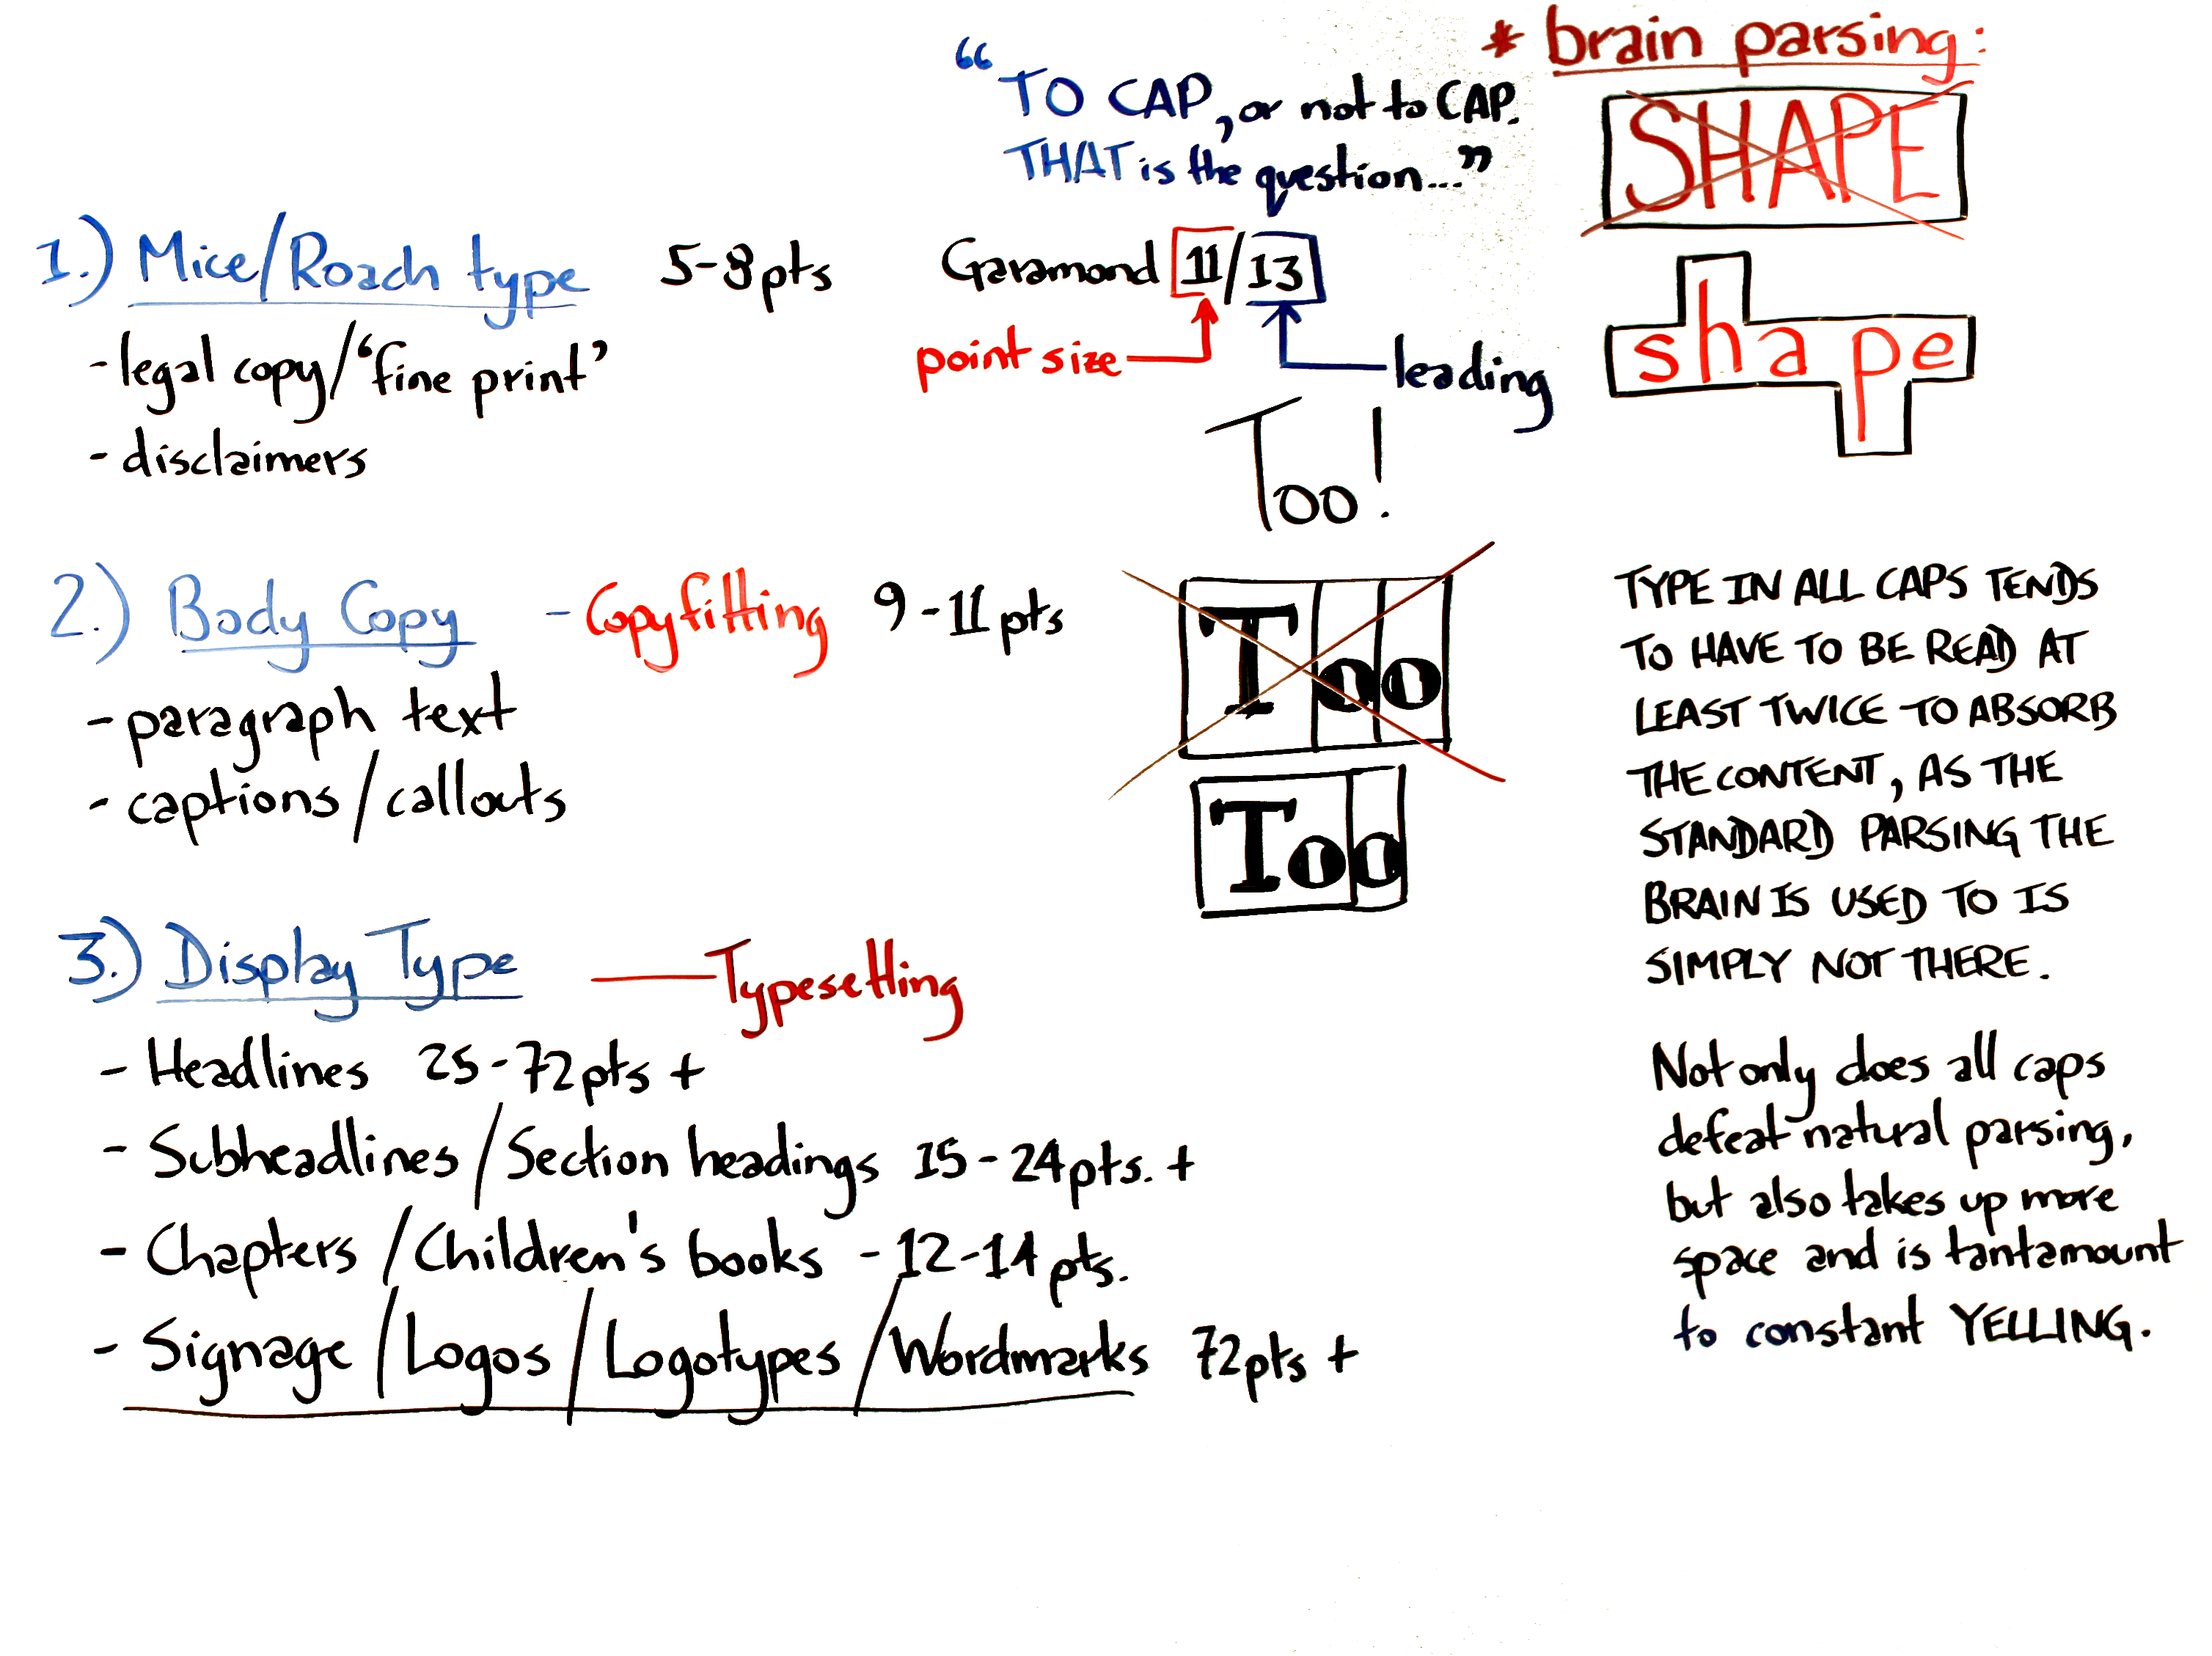 * brain parsing:
“TO CAP, or not to CAP.
THAT is the question...”
SHAPE
shape
1.) Mice/Roach type 5-8pts
- legal copy/‘fine print’
- disclaimers
Garamond 11/13
point size
leading
Too!
Too
Too
2.) Body Copy - Copyfitting 9-11pts
- paragraph text
- captions/callouts
3.) Display Type — Typesetting
- Headlines 25-72pts +
- Subheadlines/Section headings 15-24pts. +
- Chapters/Children's books - 12-14 pts.
- Signage/Logos/Logotypes/Wordmarks 72pts +
TYPE IN ALL CAPS TENDS
TO HAVE TO BE READ AT
LEAST TWICE TO ABSORB
THE CONTENT, AS THE
STANDARD PARSING THE
BRAIN IS USED TO IS
SIMPLY NOT THERE.
Not only does all caps
defeat natural parsing,
but also takes up more
space and is tantamount
to constant YELLING.